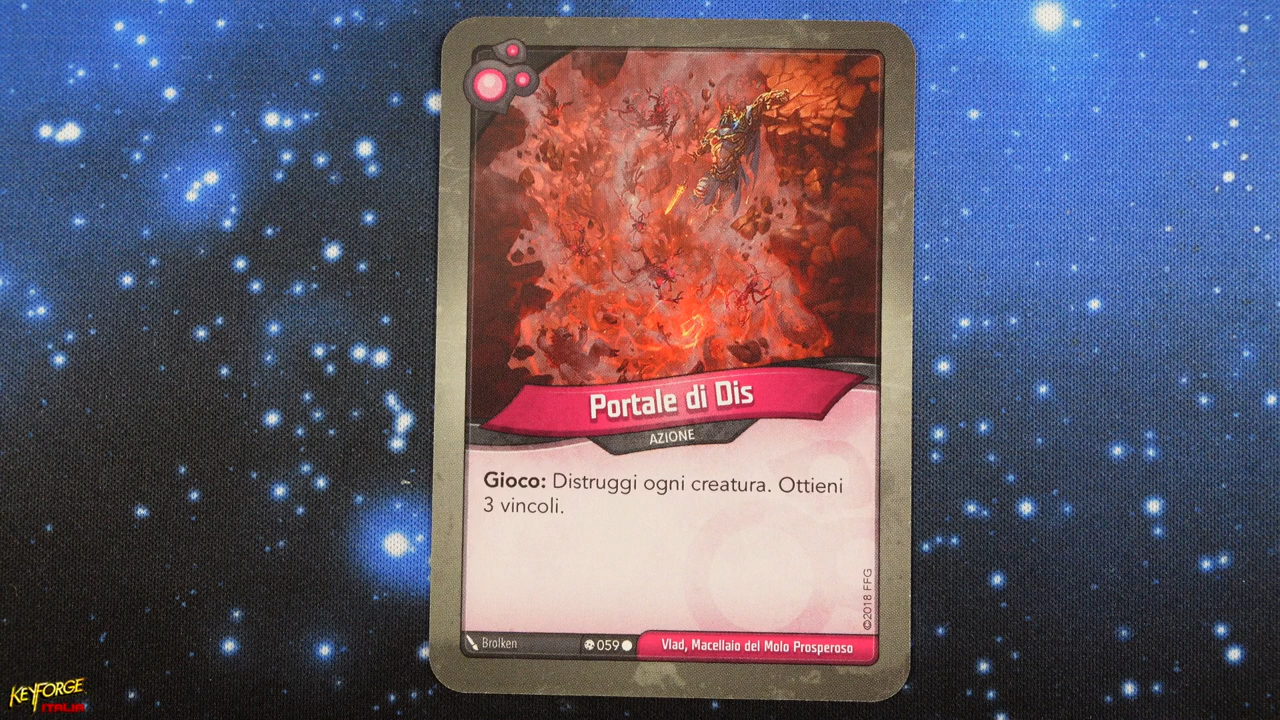 Portale di Dis
AZIONE
Gioco: Distruggi ogni creatura. Ottieni
3 vincoli.
©2018 FFG
Brolken
059
Vlad, Macellaio del Molo Prosperoso
KEYFORGE
ITALIA